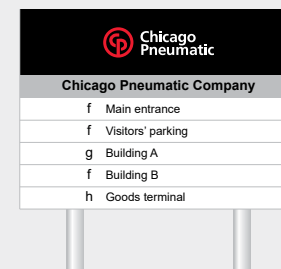 Chicago
Pneumatic
Chicago Pneumatic Company
f Main entrance
f Visitors' parking
g Building A
f Building B
h Goods terminal